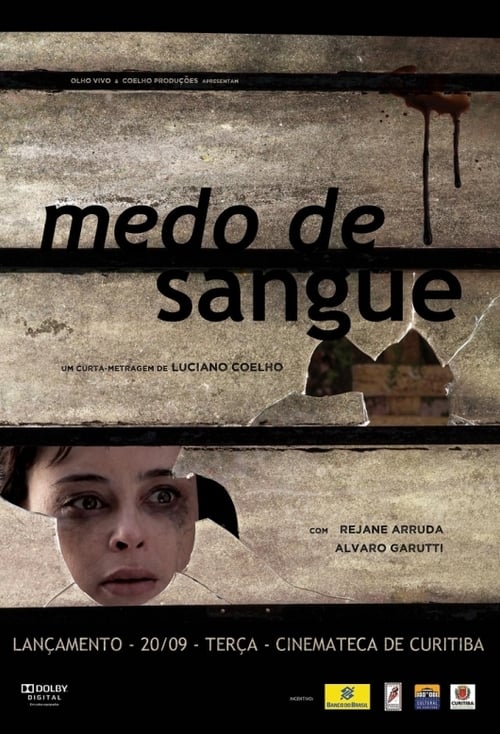 OLHO VIVO & COELHO PRODUÇÕES APRESENTAM
medo de
sangue
UM CURTA-METRAGEM DE LUCIANO COELHO
COM REJANE ARRUDA
ALVARO GARUTTI
LANÇAMENTO - 20/09 - TERÇA - CINEMATECA DE CURITIBA
DOLBY
DIGITAL
INCENTIVO:
BANCO DO BRASIL
CURITIBA